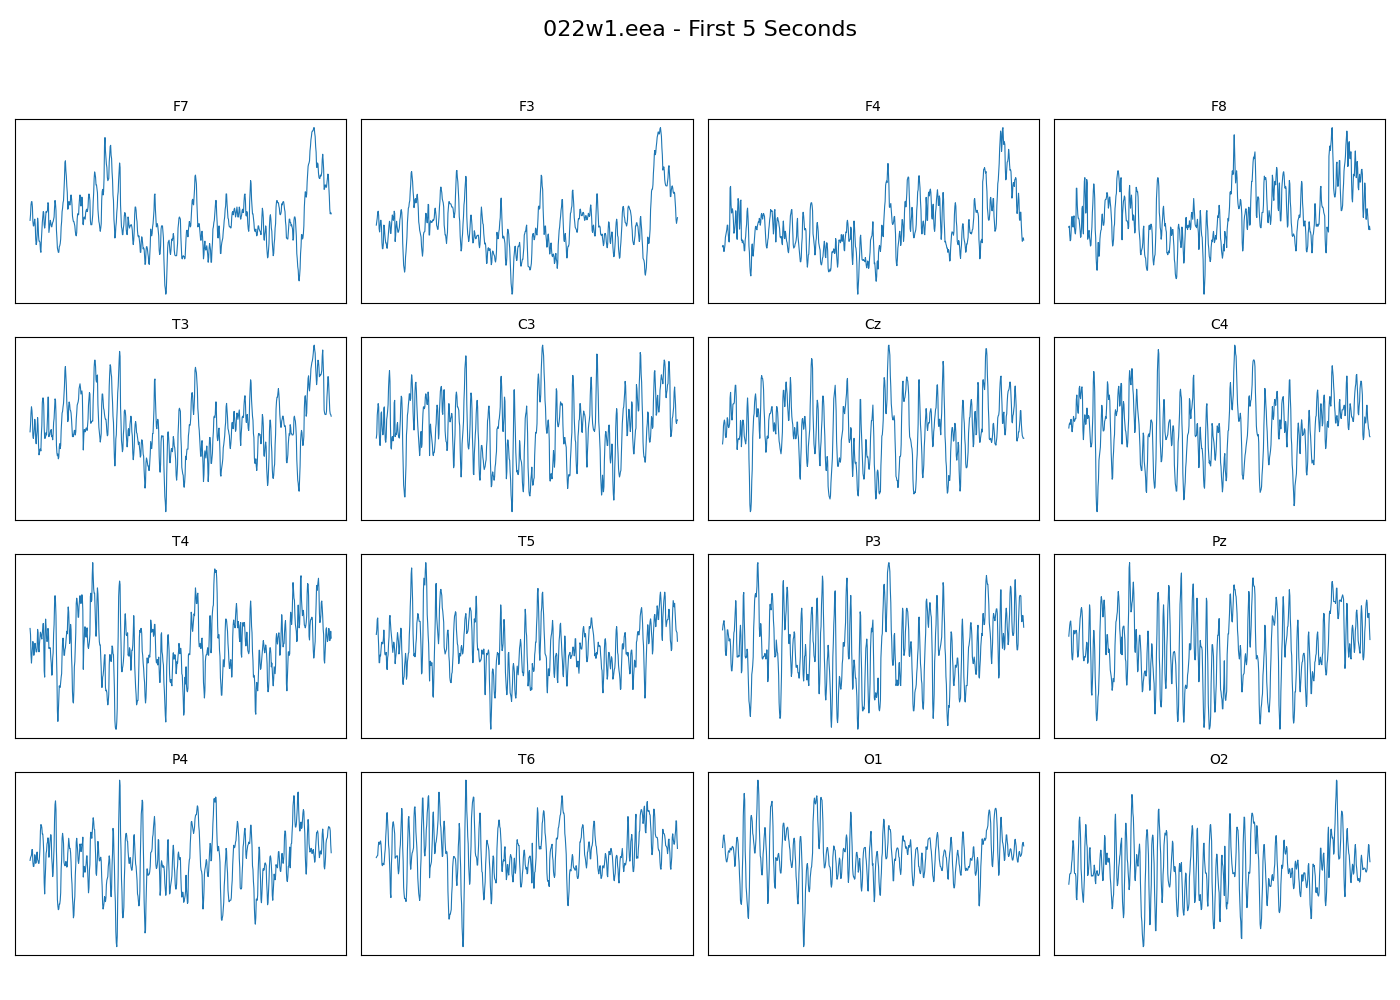 022w1.eea - First 5 Seconds
F7 F3 F4 F8
T3 C3 Cz C4
T4 T5 P3 Pz
P4 T6 O1 O2